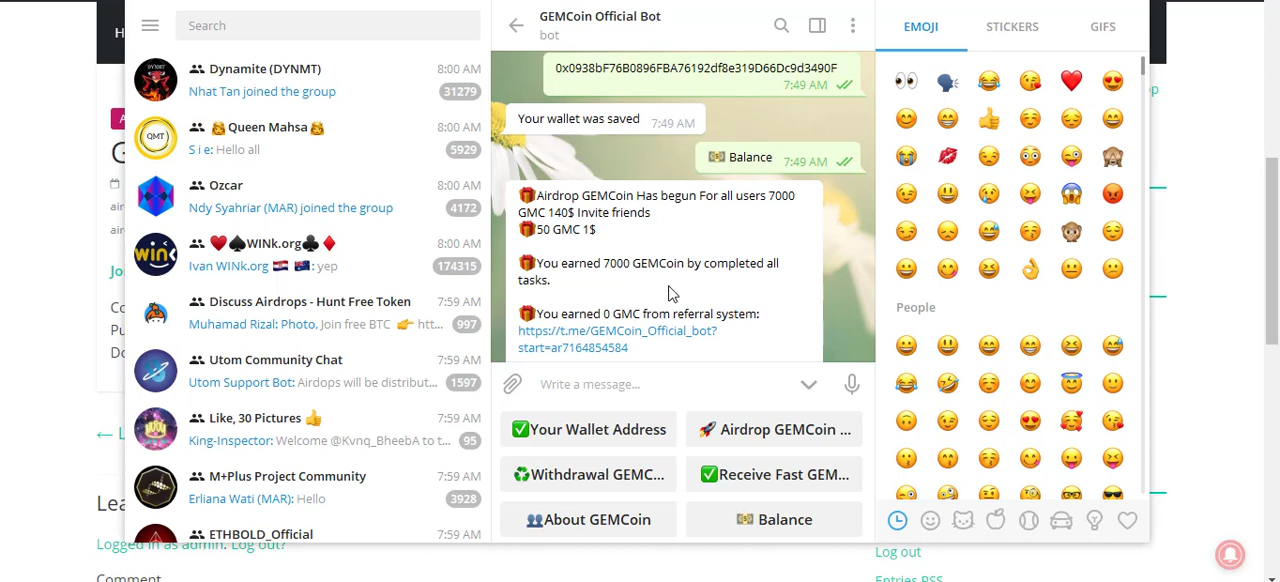 Search
Dynamite (DYNMT)
8:00 AM
Nhat Tan joined the group
31279
Queen Mahsa
8:00 AM
QMT
S i e: Hello all
5929
Ozcar
8:00 AM
Ndy Syahriar (MAR) joined the group
4172
♥♠WINk.org♣♦
8:00 AM
Ivan WINk.org 🇭🇷 🇦🇺: yep
174315
Discuss Airdrops - Hunt Free Token
7:59 AM
Muhamad Rizal: Photo, Join free BTC 👉 htt...
997
Utom Community Chat
7:59 AM
Utom Support Bot: Airdops will be distribut...
1597
Like, 30 Pictures 👍
7:59 AM
King-Inspector: Welcome @Kvnq_BheebA to t...
95
M+Plus Project Community
7:59 AM
Erliana Wati (MAR): Hello
3928
ETHBOLD_Official
7:59 AM
GEMCoin Official Bot
bot
0x0938bF76B0896FBA76192df8e319D66Dc9d3490F
7:49 AM
Your wallet was saved 7:49 AM
💵 Balance 7:49 AM
🎁Airdrop GEMCoin Has begun For all users 7000
GMC 140$ Invite friends
🎁50 GMC 1$
🎁You earned 7000 GEMCoin by completed all
tasks.
🎁You earned 0 GMC from referral system:
https://t.me/GEMCoin_Official_bot?
start=ar7164854584
Write a message...
✅Your Wallet Address
🚀 Airdrop GEMCoin ...
♻Withdrawal GEMC...
✅Receive Fast GEM...
👥About GEMCoin
💵 Balance
EMOJI
STICKERS
GIFS
People
Logged in as admin. Log out?
Comment
Log out
Entries RSS